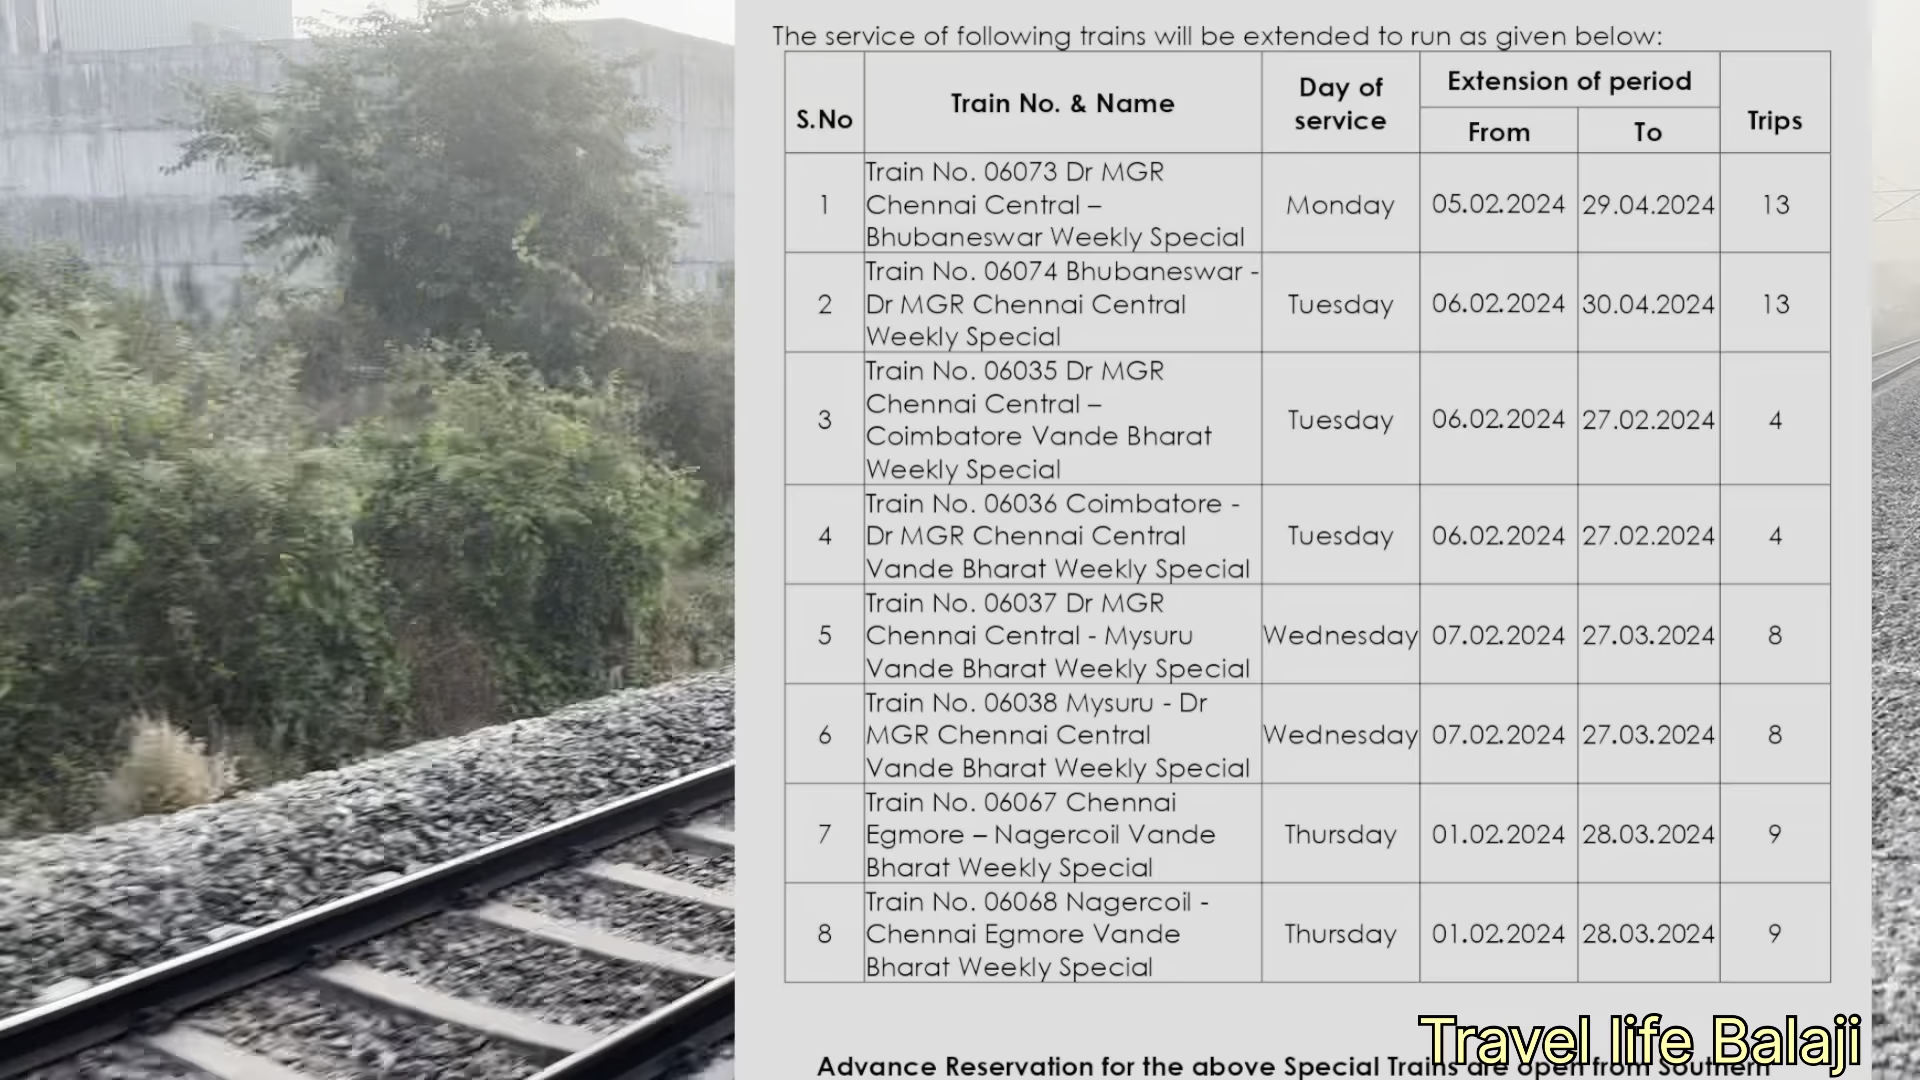 The service of following trains will be extended to run as given below:
S.No Train No. & Name Day of service Extension of period Trips
From To
1 Train No. 06073 Dr MGR Chennai Central – Bhubaneswar Weekly Special Monday 05.02.2024 29.04.2024 13
2 Train No. 06074 Bhubaneswar - Dr MGR Chennai Central Weekly Special Tuesday 06.02.2024 30.04.2024 13
3 Train No. 06035 Dr MGR Chennai Central – Coimbatore Vande Bharat Weekly Special Tuesday 06.02.2024 27.02.2024 4
4 Train No. 06036 Coimbatore - Dr MGR Chennai Central Vande Bharat Weekly Special Tuesday 06.02.2024 27.02.2024 4
5 Train No. 06037 Dr MGR Chennai Central - Mysuru Vande Bharat Weekly Special Wednesday 07.02.2024 27.03.2024 8
6 Train No. 06038 Mysuru - Dr MGR Chennai Central Vande Bharat Weekly Special Wednesday 07.02.2024 27.03.2024 8
7 Train No. 06067 Chennai Egmore – Nagercoil Vande Bharat Weekly Special Thursday 01.02.2024 28.03.2024 9
8 Train No. 06068 Nagercoil - Chennai Egmore Vande Bharat Weekly Special Thursday 01.02.2024 28.03.2024 9
Travel life Balaji
Advance Reservation for the above Special Trains are open from Southern